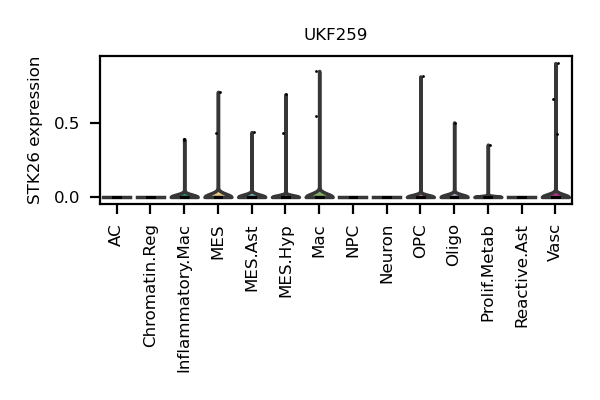 UKF259
STK26 expression
0.5
0.0
AC
Chromatin.Reg
Inflammatory.Mac
MES
MES.Ast
MES.Hyp
Mac
NPC
Neuron
OPC
Oligo
Prolif.Metab
Reactive.Ast
Vasc